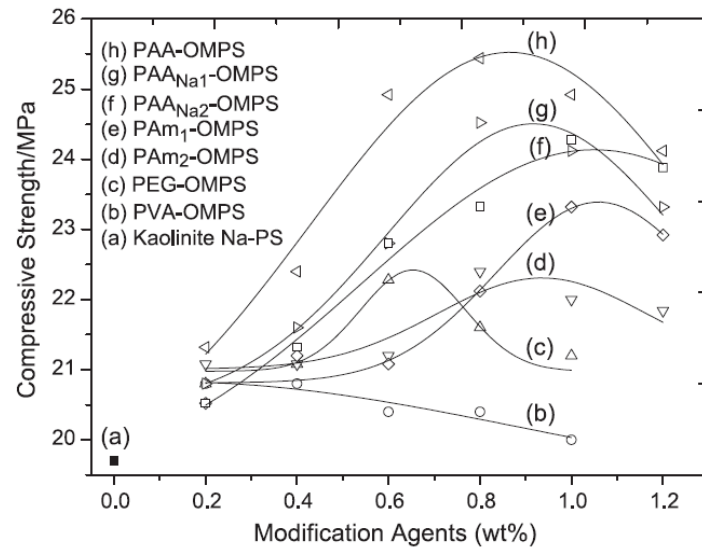 26
25
24
23
22
21
20
Compressive Strength/MPa
(h) PAA-OMPS
(g) PAA_Na1-OMPS
(f) PAA_Na2-OMPS
(e) PAm₁-OMPS
(d) PAm₂-OMPS
(c) PEG-OMPS
(b) PVA-OMPS
(a) Kaolinite Na-PS
(h)
(g)
(f)
(e)
(d)
(c)
(b)
(a)
0.0 0.2 0.4 0.6 0.8 1.0 1.2
Modification Agents (wt%)